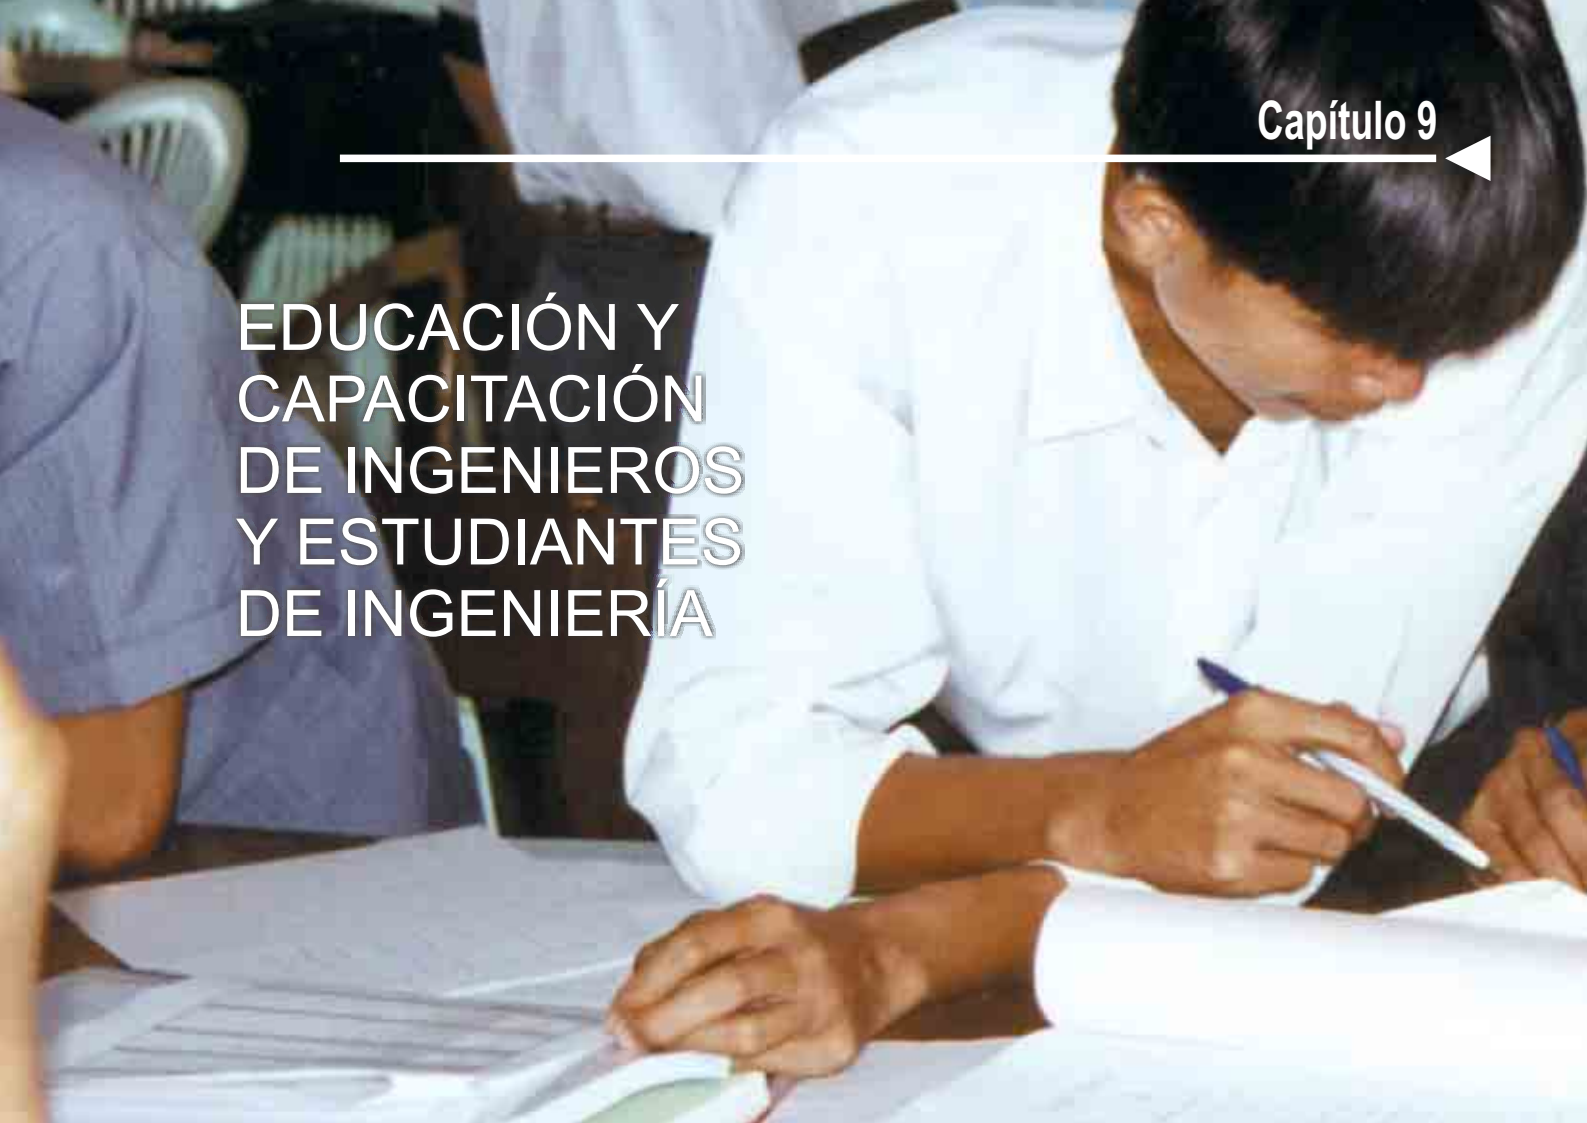 Capítulo 9
EDUCACIÓN Y
CAPACITACIÓN
DE INGENIEROS
Y ESTUDIANTES
DE INGENIERÍA